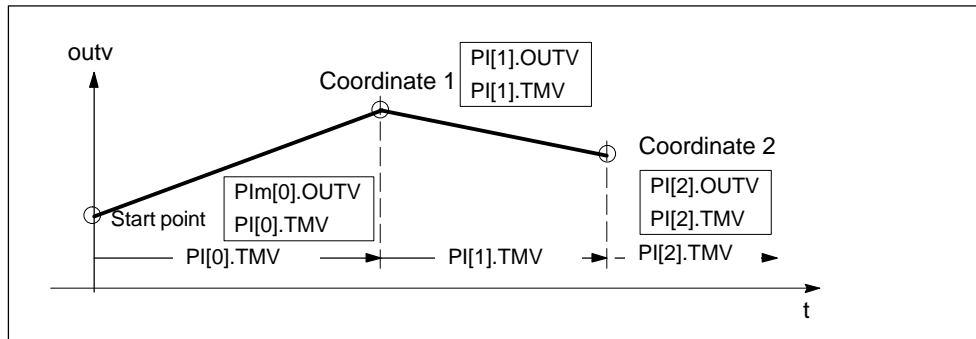 outv
PI[1].OUTV
PI[1].TMV
Coordinate 1
Coordinate 2
PIm[0].OUTV
PI[0].TMV
PI[2].OUTV
PI[2].TMV
Start point
PI[0].TMV
PI[1].TMV
PI[2].TMV
t